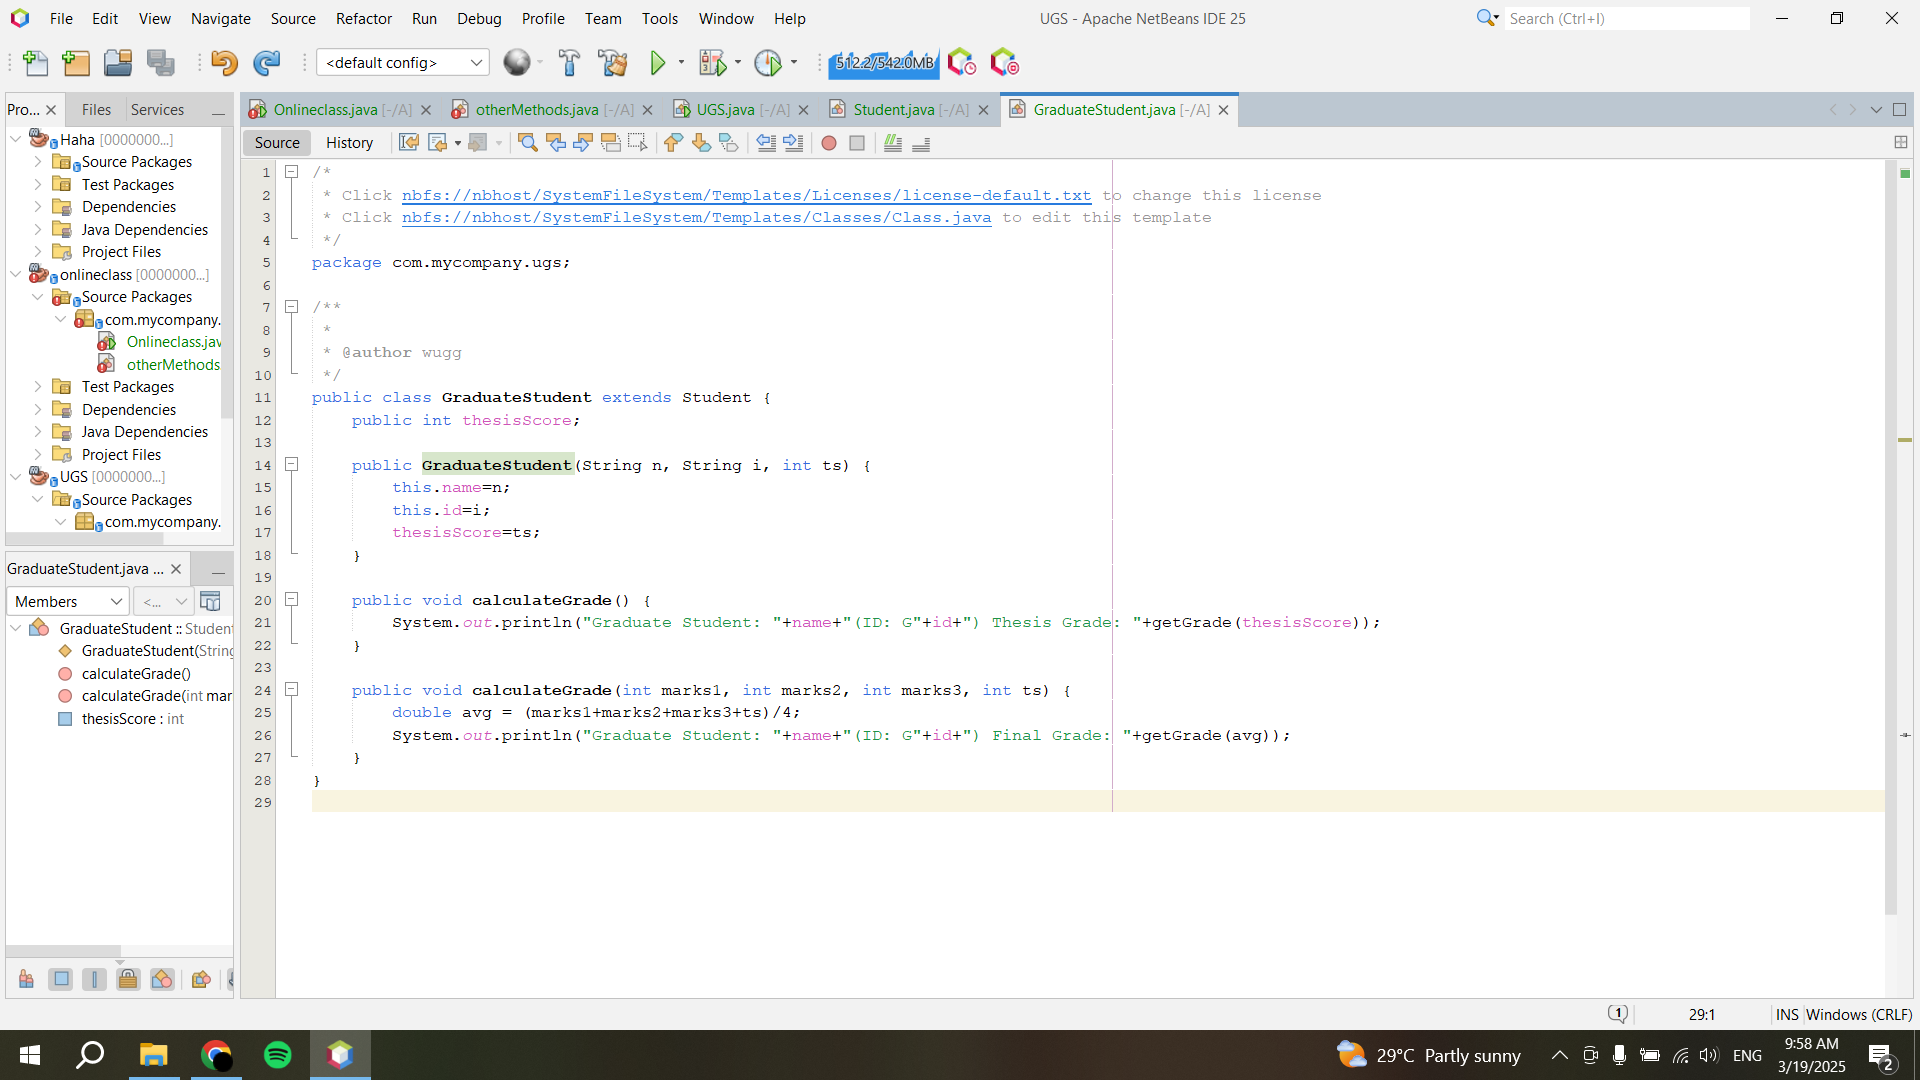 File Edit View Navigate Source Refactor Run Debug Profile Team Tools Window Help
UGS - Apache NetBeans IDE 25
Search (Ctrl+I)
<default config>
512.2/542.0MB
Pro... Files Services
Onlineclass.java [-/A]
otherMethods.java [-/A]
UGS.java [-/A]
Student.java [-/A]
GraduateStudent.java [-/A]
Source History
Haha [0000000...]
Source Packages
Test Packages
Dependencies
Java Dependencies
Project Files
onlineclass [0000000...]
Source Packages
com.mycompany.
Onlineclass.jav
otherMethods
Test Packages
Dependencies
Java Dependencies
Project Files
UGS [0000000...]
Source Packages
com.mycompany.
GraduateStudent.java ...
Members
<...
GraduateStudent :: Student
GraduateStudent(String
calculateGrade()
calculateGrade(int mar
thesisScore : int
1 /*
2 * Click nbfs://nbhost/SystemFileSystem/Templates/Licenses/license-default.txt to change this license
3 * Click nbfs://nbhost/SystemFileSystem/Templates/Classes/Class.java to edit this template
4 */
5 package com.mycompany.ugs;
6
7 /**
8 *
9 * @author wugg
10 */
11 public class GraduateStudent extends Student {
12 public int thesisScore;
13
14 public GraduateStudent(String n, String i, int ts) {
15 this.name=n;
16 this.id=i;
17 thesisScore=ts;
18 }
19
20 public void calculateGrade() {
21 System.out.println("Graduate Student: "+name+"(ID: G"+id+") Thesis Grade: "+getGrade(thesisScore));
22 }
23
24 public void calculateGrade(int marks1, int marks2, int marks3, int ts) {
25 double avg = (marks1+marks2+marks3+ts)/4;
26 System.out.println("Graduate Student: "+name+"(ID: G"+id+") Final Grade: "+getGrade(avg));
27 }
28 }
29
1
29:1
INS Windows (CRLF)
29°C Partly sunny
ENG
9:58 AM
3/19/2025
2